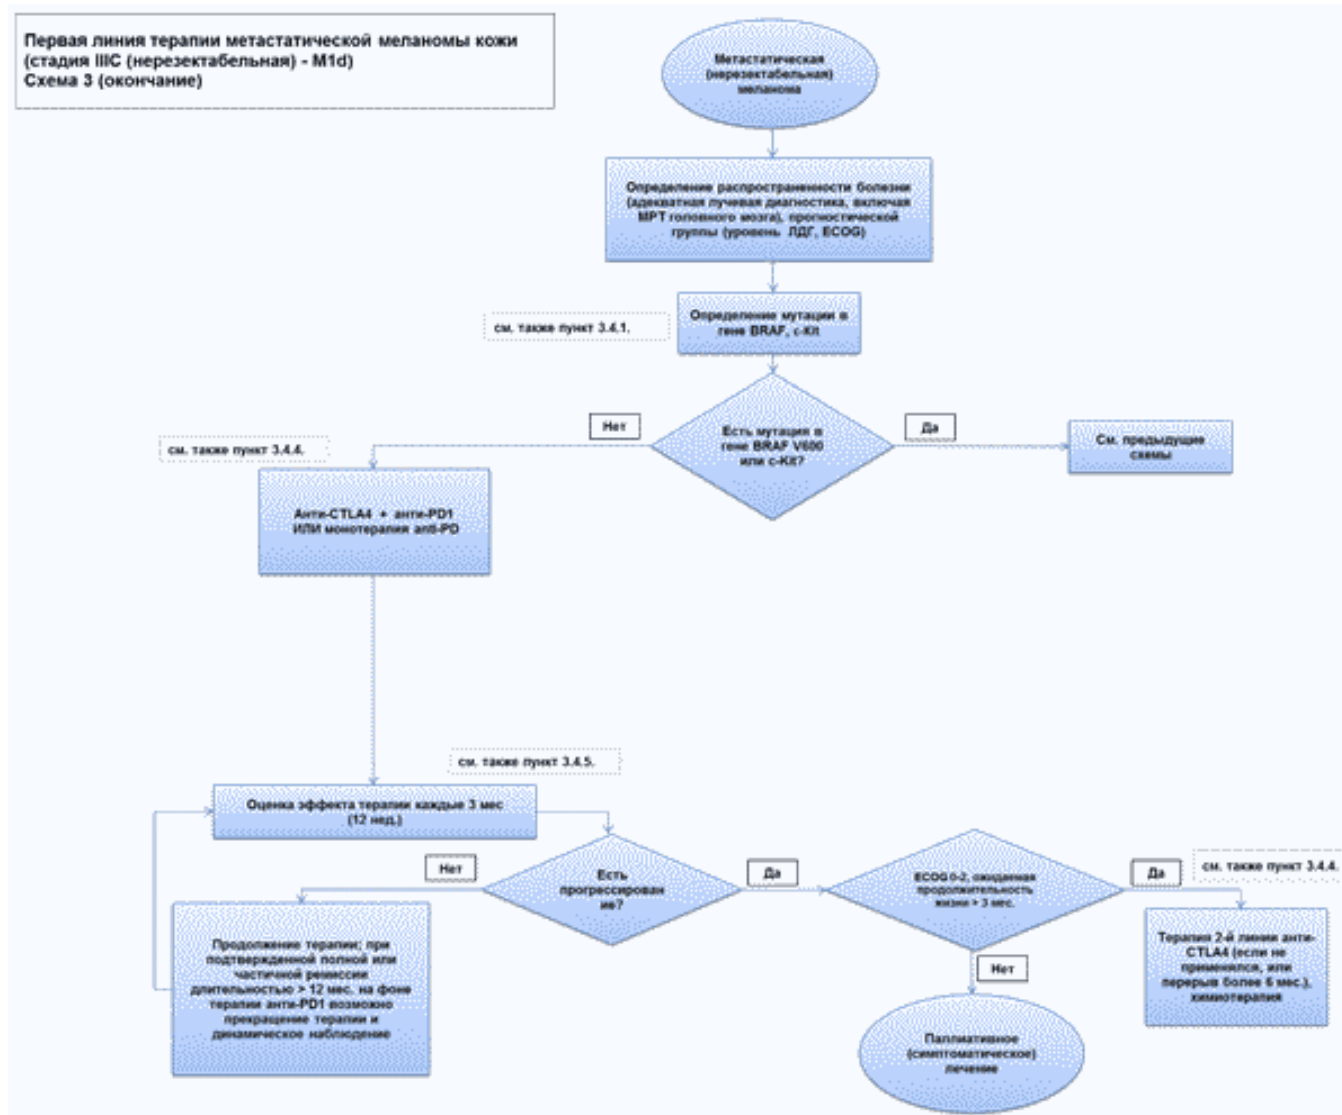 Первая линия терапии метастатической меланомы кожи
(стадия IIIC (нерезектабельная) - M1d)
Схема 3 (окончание)
Метастатическая
(нерезектабельная)
меланома
Определение распространенности болезни
(адекватная лучевая диагностика, включая
МРТ головного мозга), прогностической
группы (уровень ЛДГ, ECOG)
см. также пункт 3.4.1.
Определение мутации в
гене BRAF, c-Kit
Нет
Есть мутация в
гене BRAF V600
или c-Kit?
Да
см. также пункт 3.4.4.
См. предыдущие
схемы
Анти-CTLA4 + анти-PD1
ИЛИ монотерапия anti-PD
см. также пункт 3.4.5.
Оценка эффекта терапии каждые 3 мес
(12 нед.)
Нет
Есть
прогрессирован
ие?
Да
ECOG 0-2, ожидаемая
продолжительность
жизни > 3 мес.
Да
см. также пункт 3.4.4.
Продолжение терапии; при
подтвержденной полной или
частичной ремиссии
длительностью > 12 мес. на фоне
терапии анти-PD1 возможно
прекращение терапии и
динамическое наблюдение
Нет
Терапия 2-й линии анти-
CTLA4 (если не
применялся, или
перерыв более 6 мес.),
химиотерапия
Паллиативное
(симптоматическое)
лечение